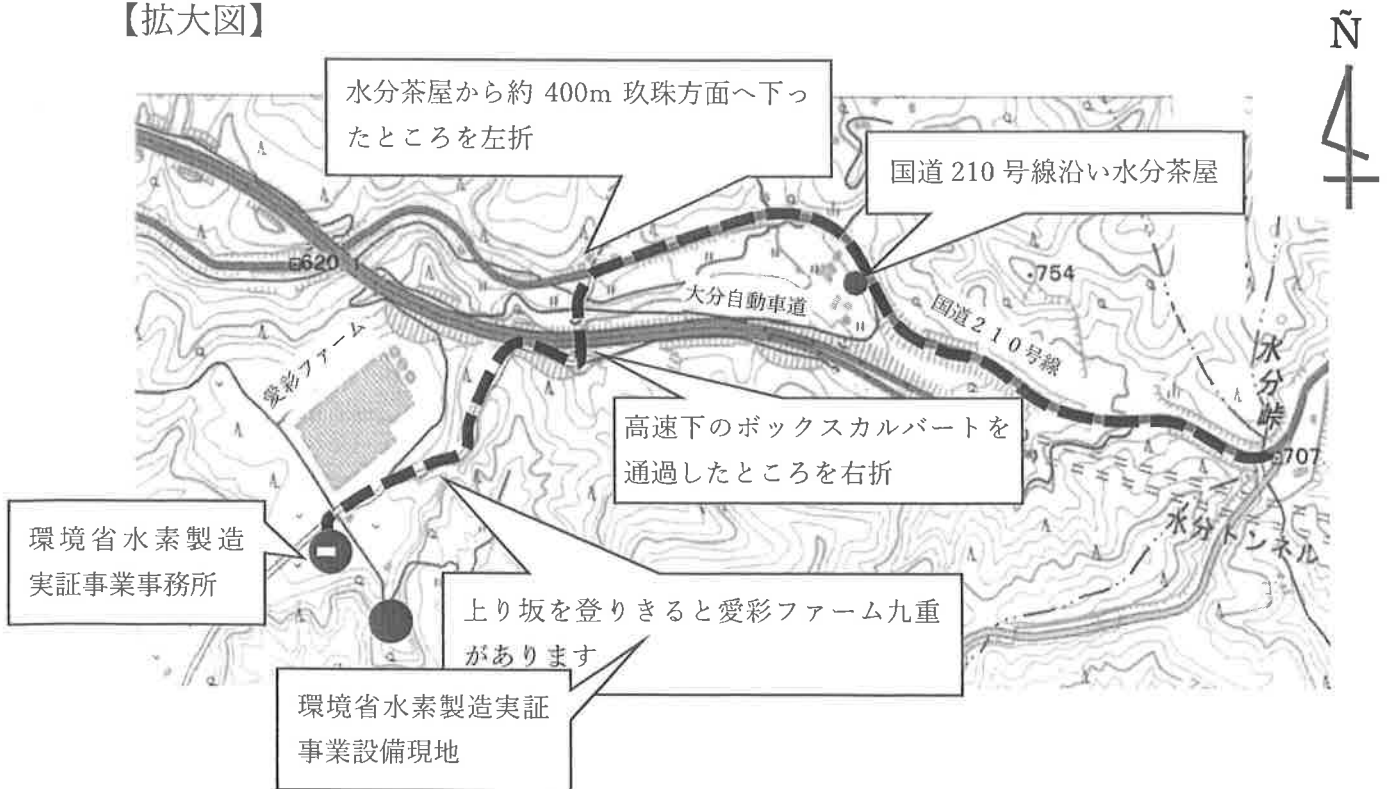 【拡大図】
Ñ
水分茶屋から約 400m 玖珠方面へ下っ
たところを左折
国道 210 号線沿い水分茶屋
620
754
大分自動車道
国道210号線
愛彩ファーム
水分峠
高速下のボックスカルバートを
通過したところを右折
707
水分トンネル
環境省水素製造
実証事業事務所
上り坂を登りきると愛彩ファーム九重
があります
環境省水素製造実証
事業設備現地